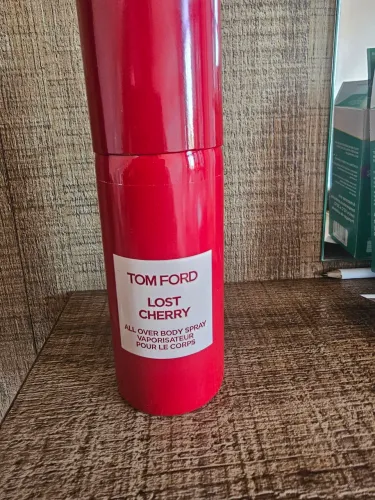 TOM FORD
LOST
CHERRY
ALL OVER BODY SPRAY
VAPORISATEUR
POUR LE CORPS